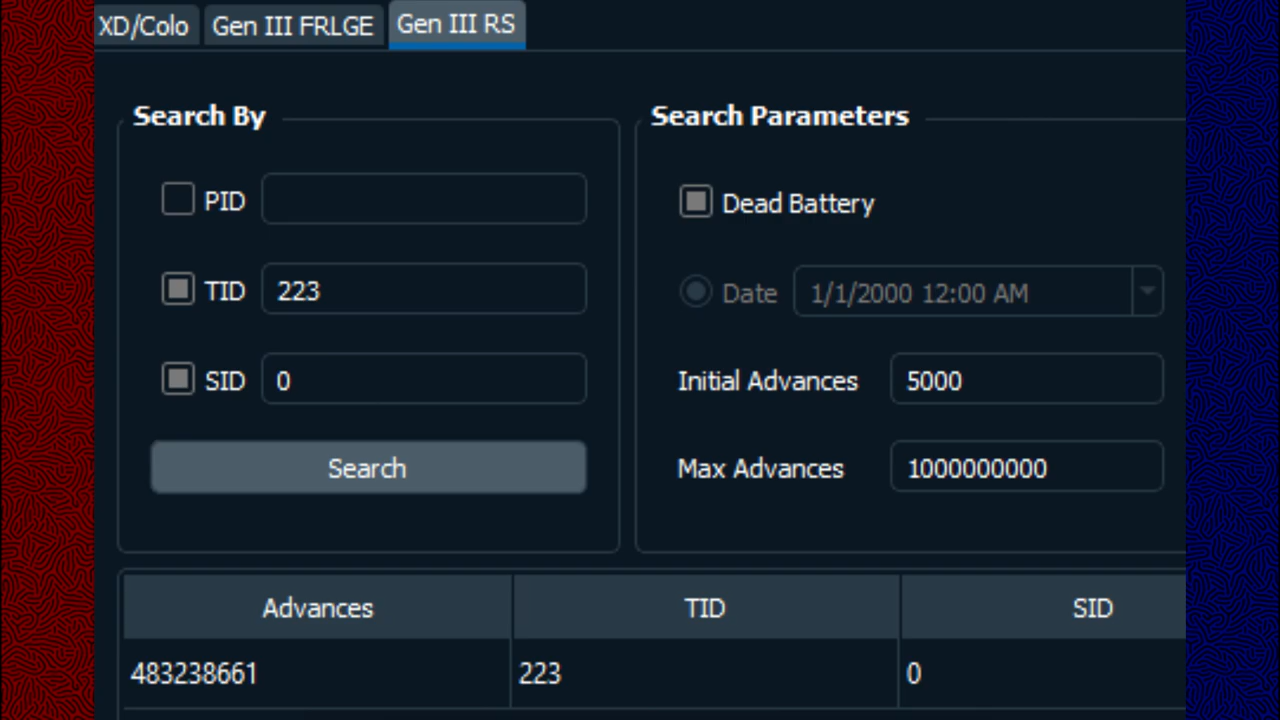 XD/Colo Gen III FRLGE Gen III RS
Search By
PID
TID 223
SID 0
Search
Search Parameters
Dead Battery
Date 1/1/2000 12:00 AM
Initial Advances 5000
Max Advances 1000000000
Advances TID SID
483238661 223 0